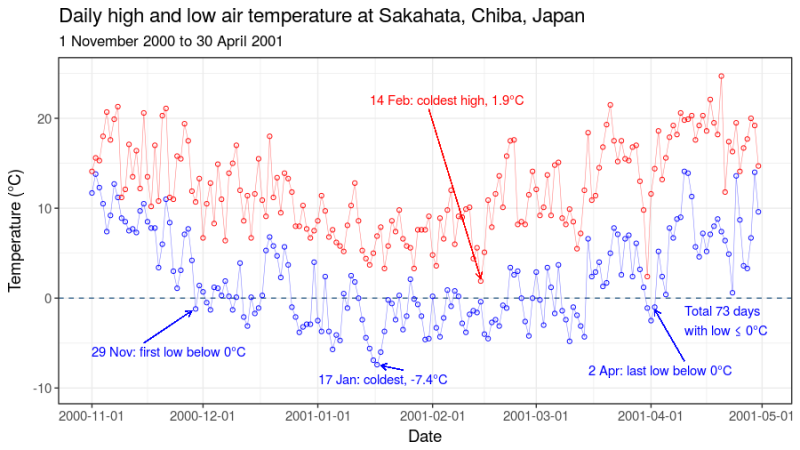 Daily high and low air temperature at Sakahata, Chiba, Japan
1 November 2000 to 30 April 2001
14 Feb: coldest high, 1.9°C
20
10
Temperature (°C)
0
Total 73 days
with low ≤ 0°C
29 Nov: first low below 0°C
2 Apr: last low below 0°C
17 Jan: coldest, -7.4°C
-10
2000-11-01
2000-12-01
2001-01-01
2001-02-01
2001-03-01
2001-04-01
2001-05-01
Date